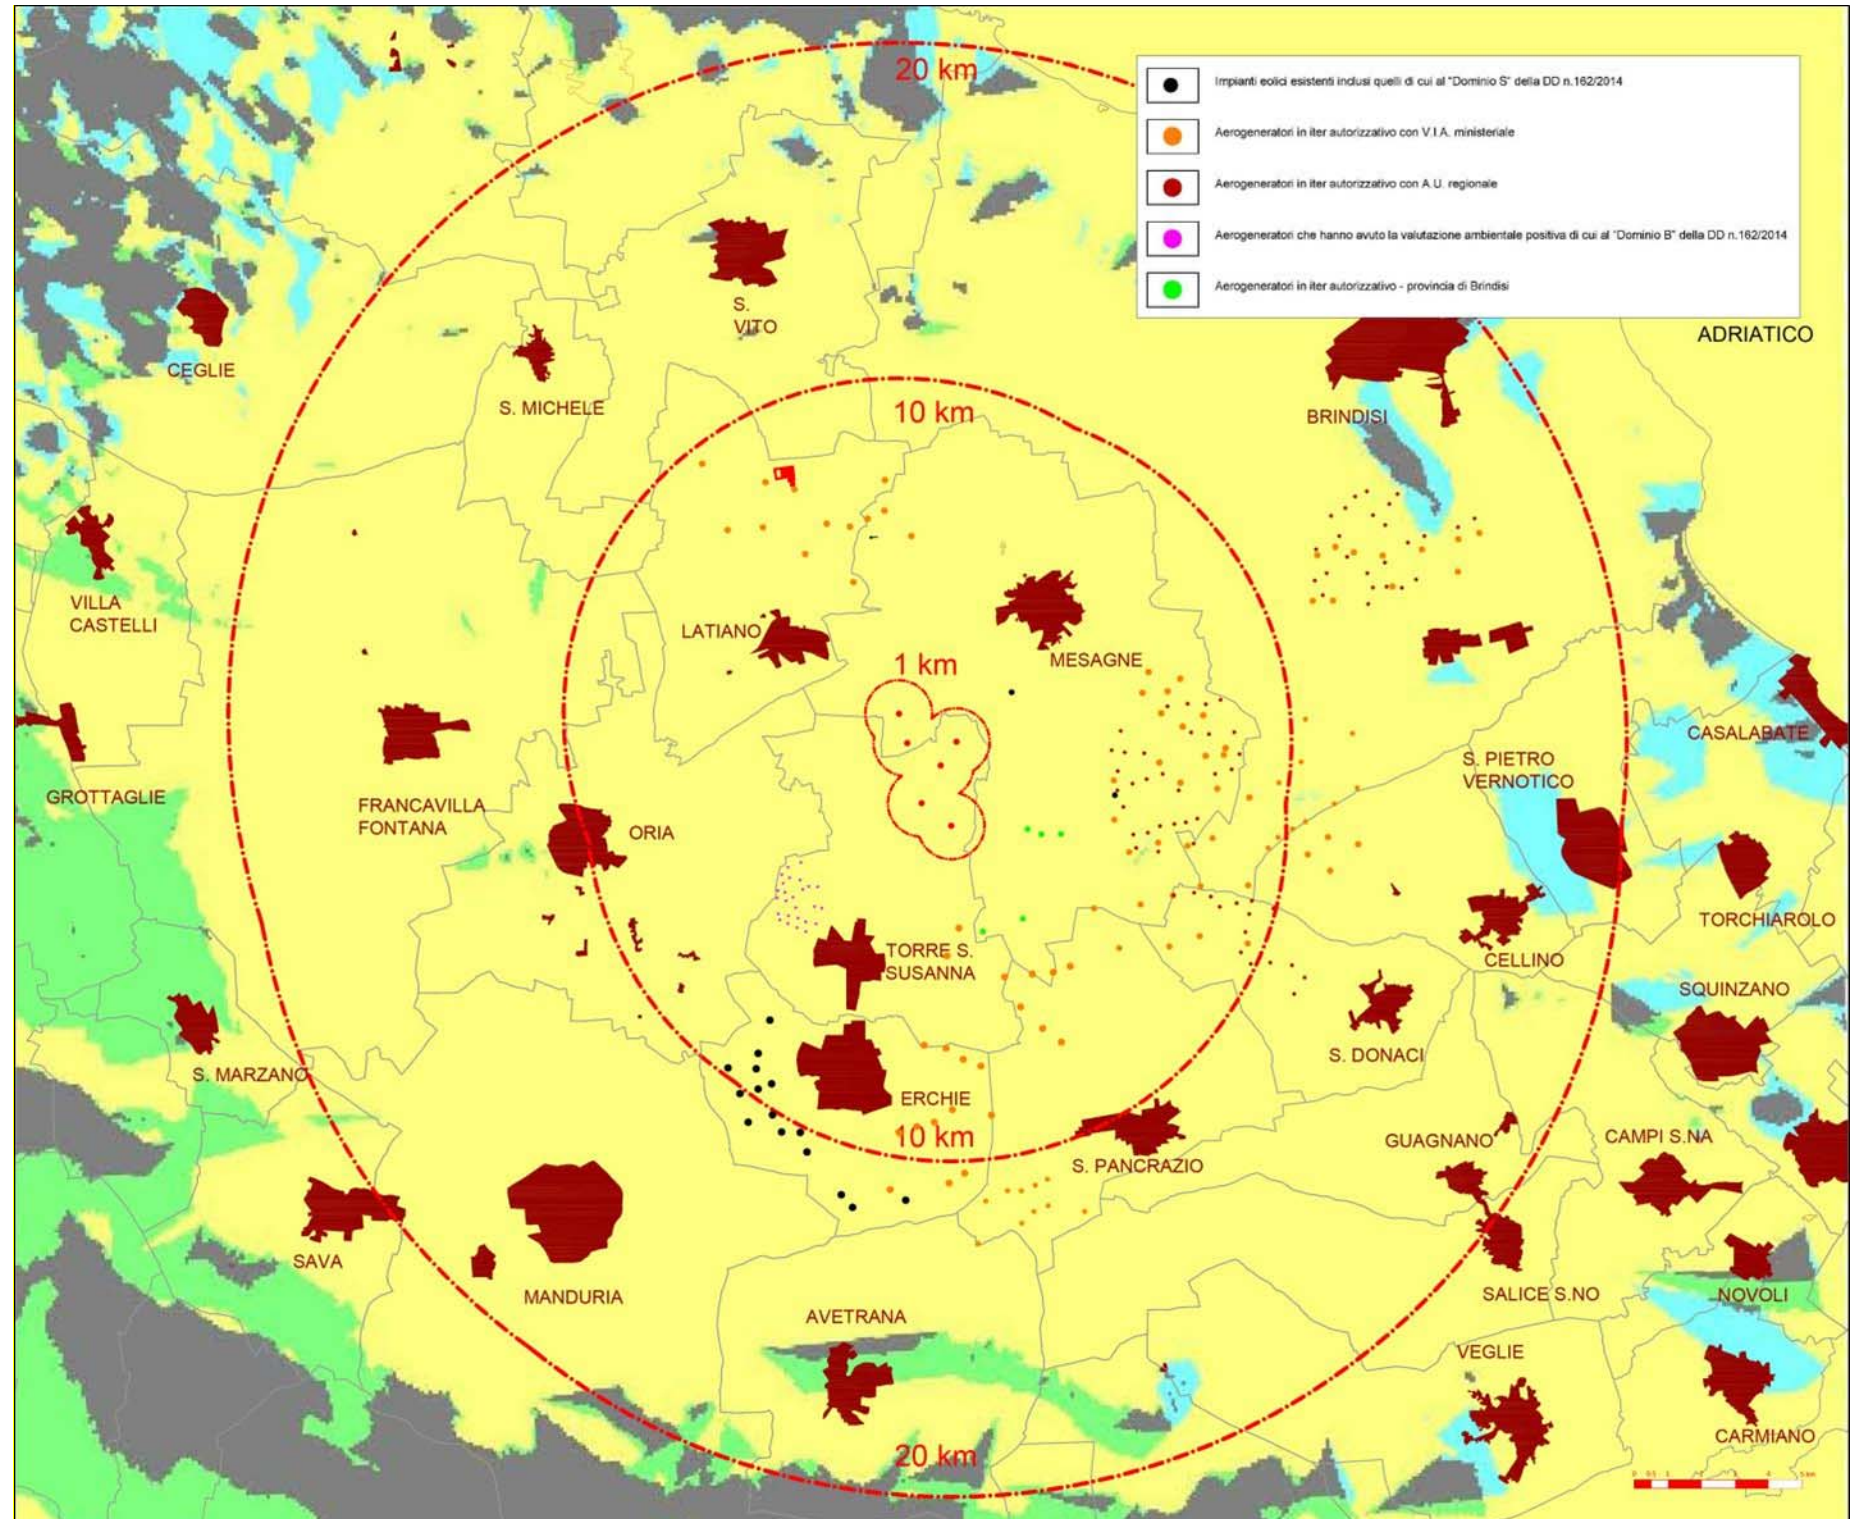 20 km
Impianti eolici esistenti inclusi quelli di cui al "Dominio S" della DD n.162/2014
Aerogeneratori in iter autorizzativo con V.I.A. ministeriale
Aerogeneratori in iter autorizzativo con A.U. regionale
Aerogeneratori che hanno avuto la valutazione ambientale positiva di cui al "Dominio B" della DD n.162/2014
Aerogeneratori in iter autorizzativo - provincia di Brindisi
ADRIATICO
S.
VITO
CEGLIE
S. MICHELE
10 km
BRINDISI
VILLA
CASTELLI
LATIANO
MESAGNE
1 km
CASALABATE
S. PIETRO
VERNOTICO
GROTTAGLIE
FRANCAVILLA
FONTANA
ORIA
TORCHIAROLO
TORRE S.
SUSANNA
CELLINO
SQUINZANO
S. DONACI
S. MARZANO
ERCHIE
10 km
GUAGNANO
CAMPI S.NA
S. PANCRAZIO
SAVA
MANDURIA
SALICE S.NO
NOVOLI
AVETRANA
VEGLIE
CARMIANO
20 km